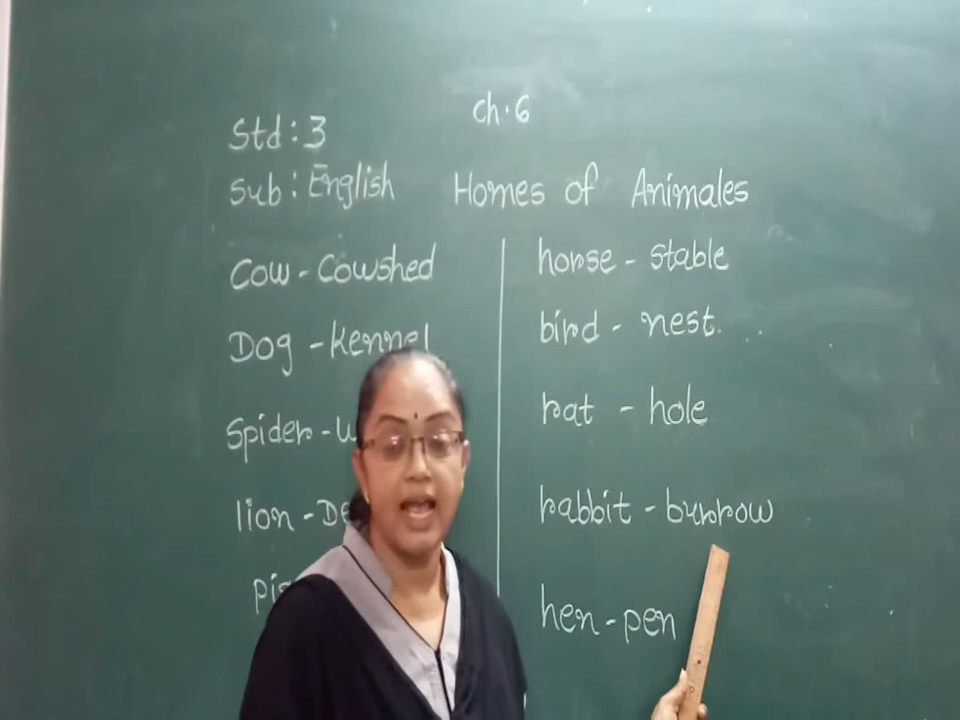 Ch. 6
Std : 3
Sub : English
Homes of Animales
Cow - Cowshed
Dog - kennel
Spider -
lion -
horse - stable
bird - nest.
rat - hole
rabbit - burrow
hen - pen